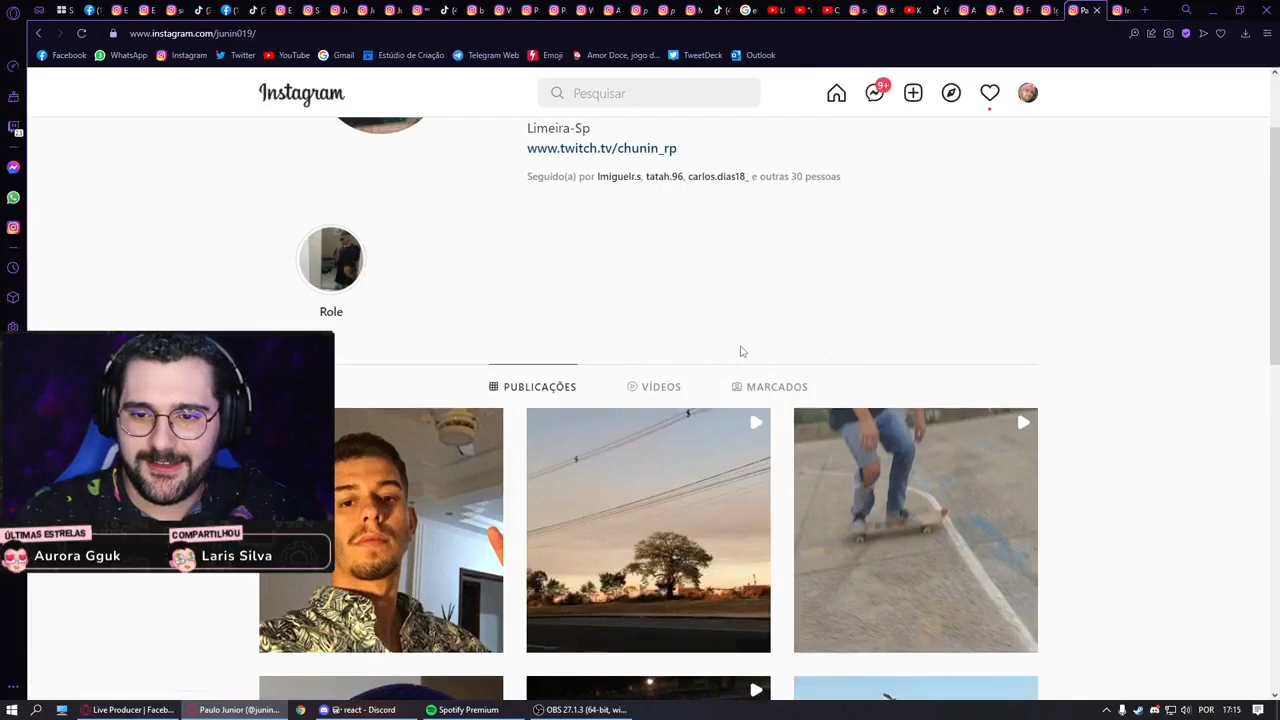 www.instagram.com/junin019/
Facebook WhatsApp Instagram Twitter YouTube Gmail Estúdio de Criação Telegram Web Emoji Amor Doce, jogo d... TweetDeck Outlook
Instagram
Pesquisar
9+
Limeira-Sp
www.twitch.tv/chunin_rp
Seguido(a) por lmiguelr.s, tatah.96, carlos.dias18_ e outras 30 pessoas
Role
PUBLICAÇÕES VÍDEOS MARCADOS
ÚLTIMAS ESTRELAS COMPARTILHOU
Aurora Gguk Laris Silva
Live Producer | Faceb... Paulo Junior (@junin... react - Discord Spotify Premium OBS 27.1.3 (64-bit, wi... POR 17:15